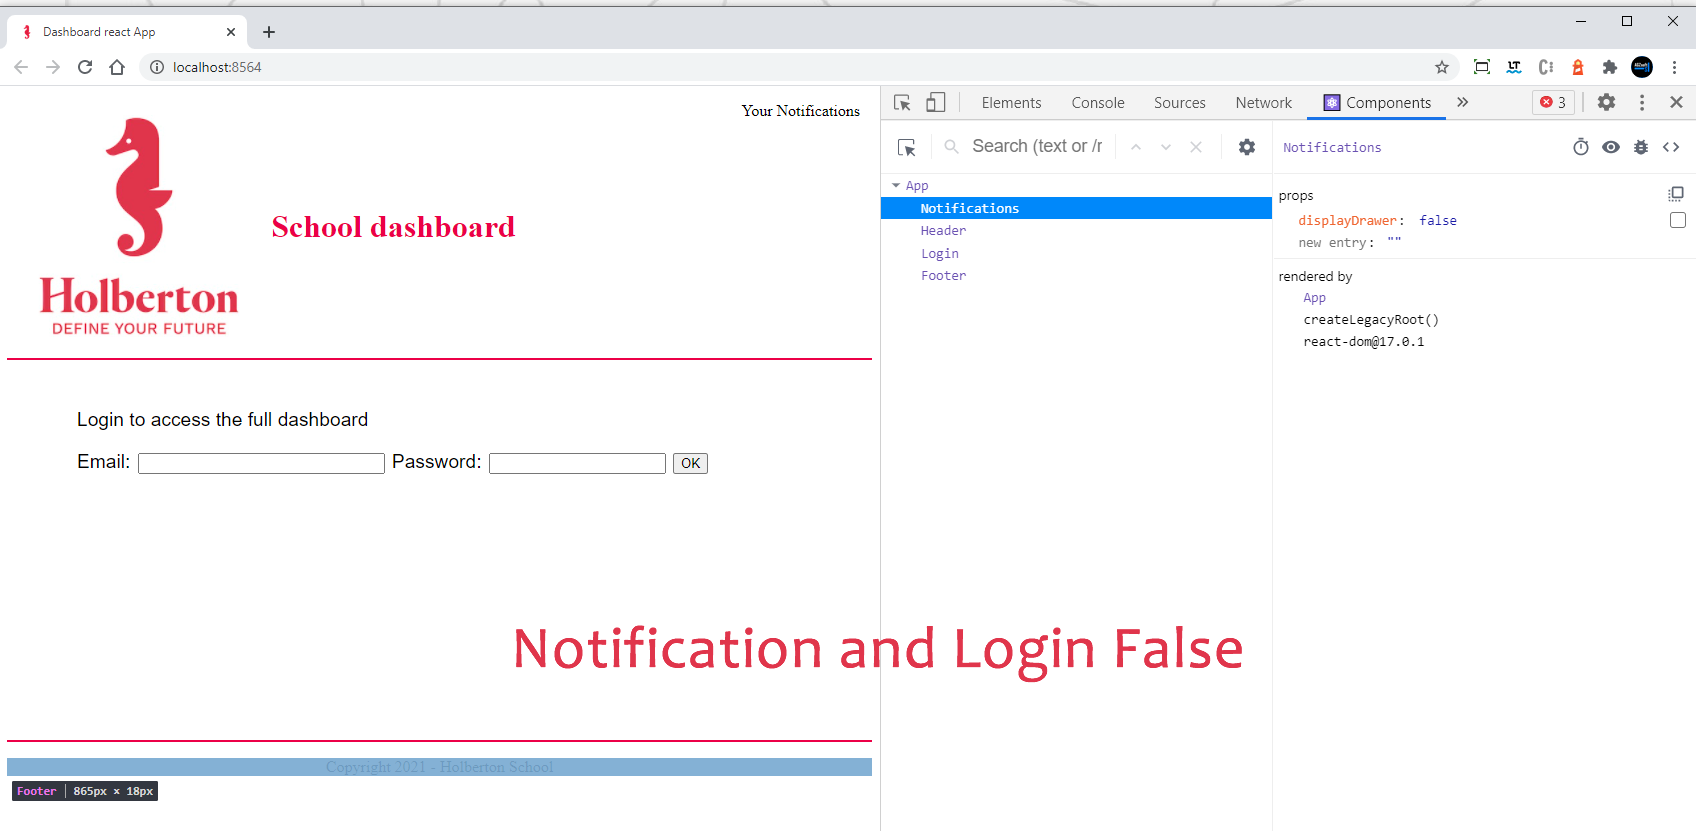 Dashboard react App
localhost:8564
Your Notifications
School dashboard
Holberton
DEFINE YOUR FUTURE
Login to access the full dashboard
Email: Password: OK
Copyright 2021 - Holberton School
Footer | 865px × 18px
Elements Console Sources Network Components » 3
Search (text or /r
App
Notifications
Header
Login
Footer
Notifications
props
displayDrawer: false
new entry: ""
rendered by
App
createLegacyRoot()
react-dom@17.0.1
Notification and Login False